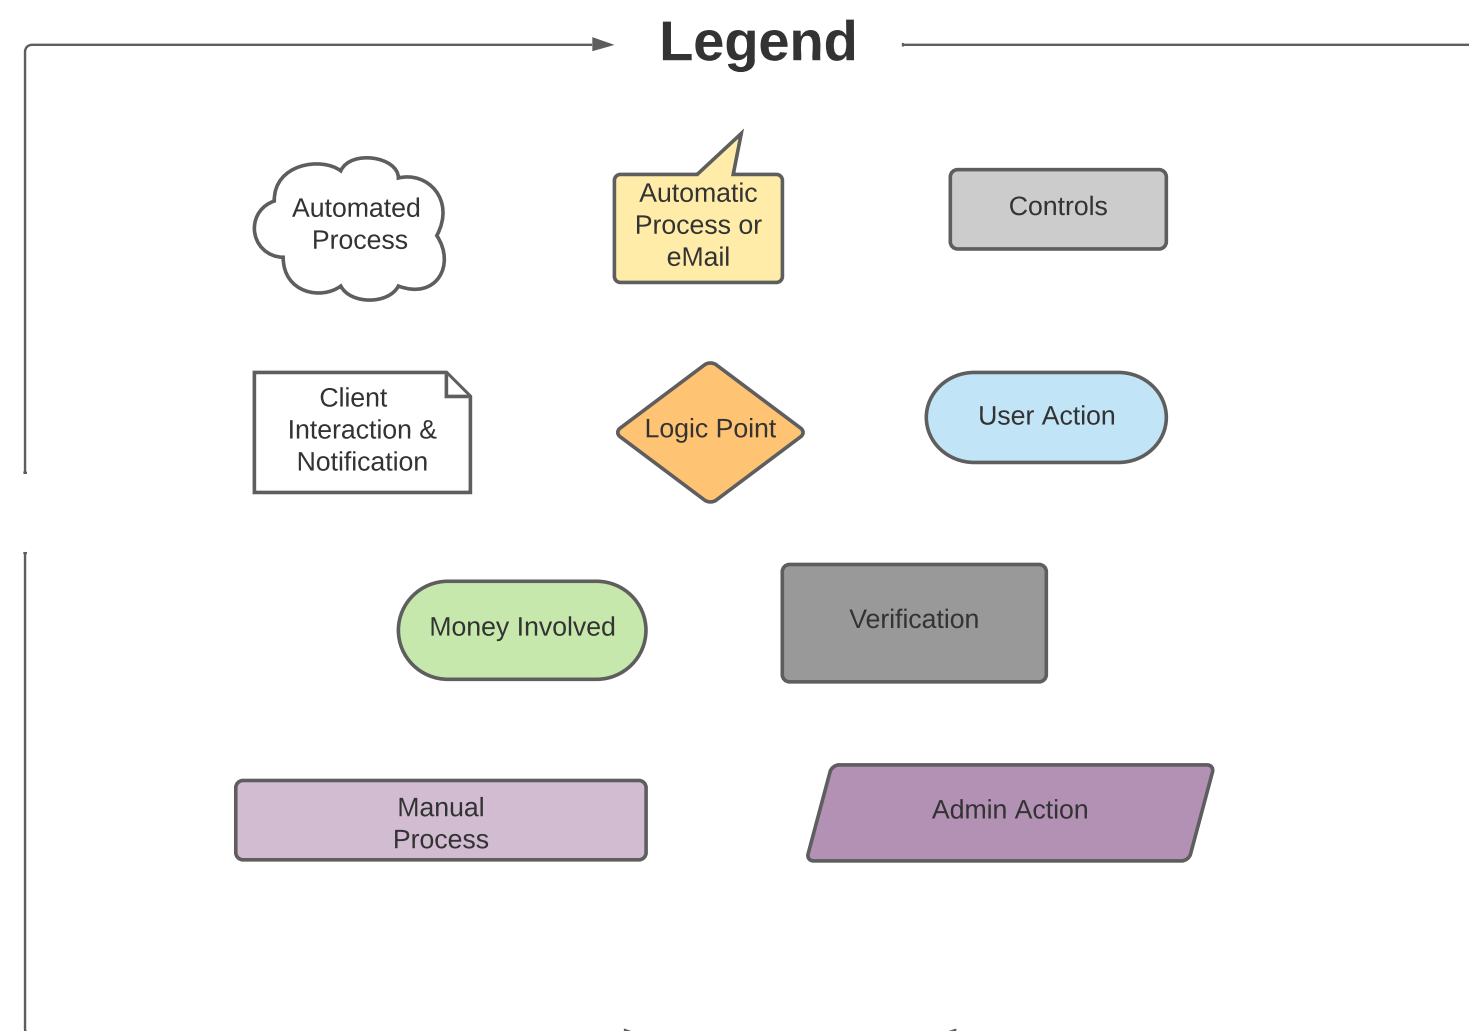 Legend
Automated
Process
Automatic
Process or
eMail
Controls
Client
Interaction &
Notification
Logic Point
User Action
Money Involved
Verification
Manual
Process
Admin Action